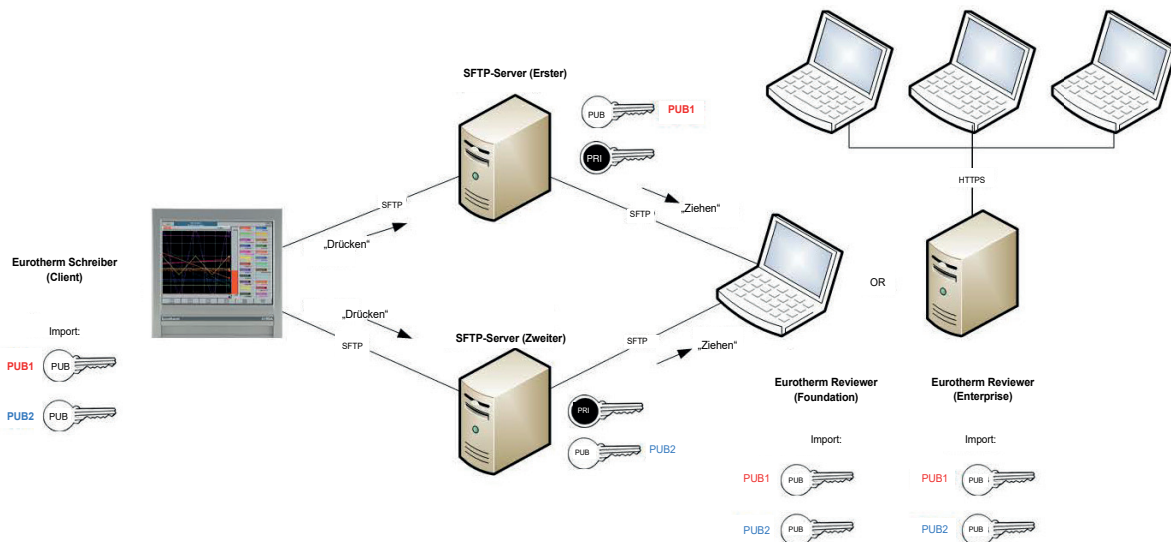 SFTP-Server (Erster)
PUB
PUB1
PRI
HTTPS
SFTP
„Ziehen“
SFTP
„Drücken“
Eurotherm Schreiber
(Client)
OR
„Drücken“
SFTP
SFTP-Server (Zweiter)
SFTP
„Ziehen“
Import:
PUB1
PUB
PUB2
PUB
PRI
PUB
PUB2
Eurotherm Reviewer
(Foundation)
Eurotherm Reviewer
(Enterprise)
Import:
Import:
PUB1
PUB
PUB1
PUB
PUB2
PUB
PUB2
PUB